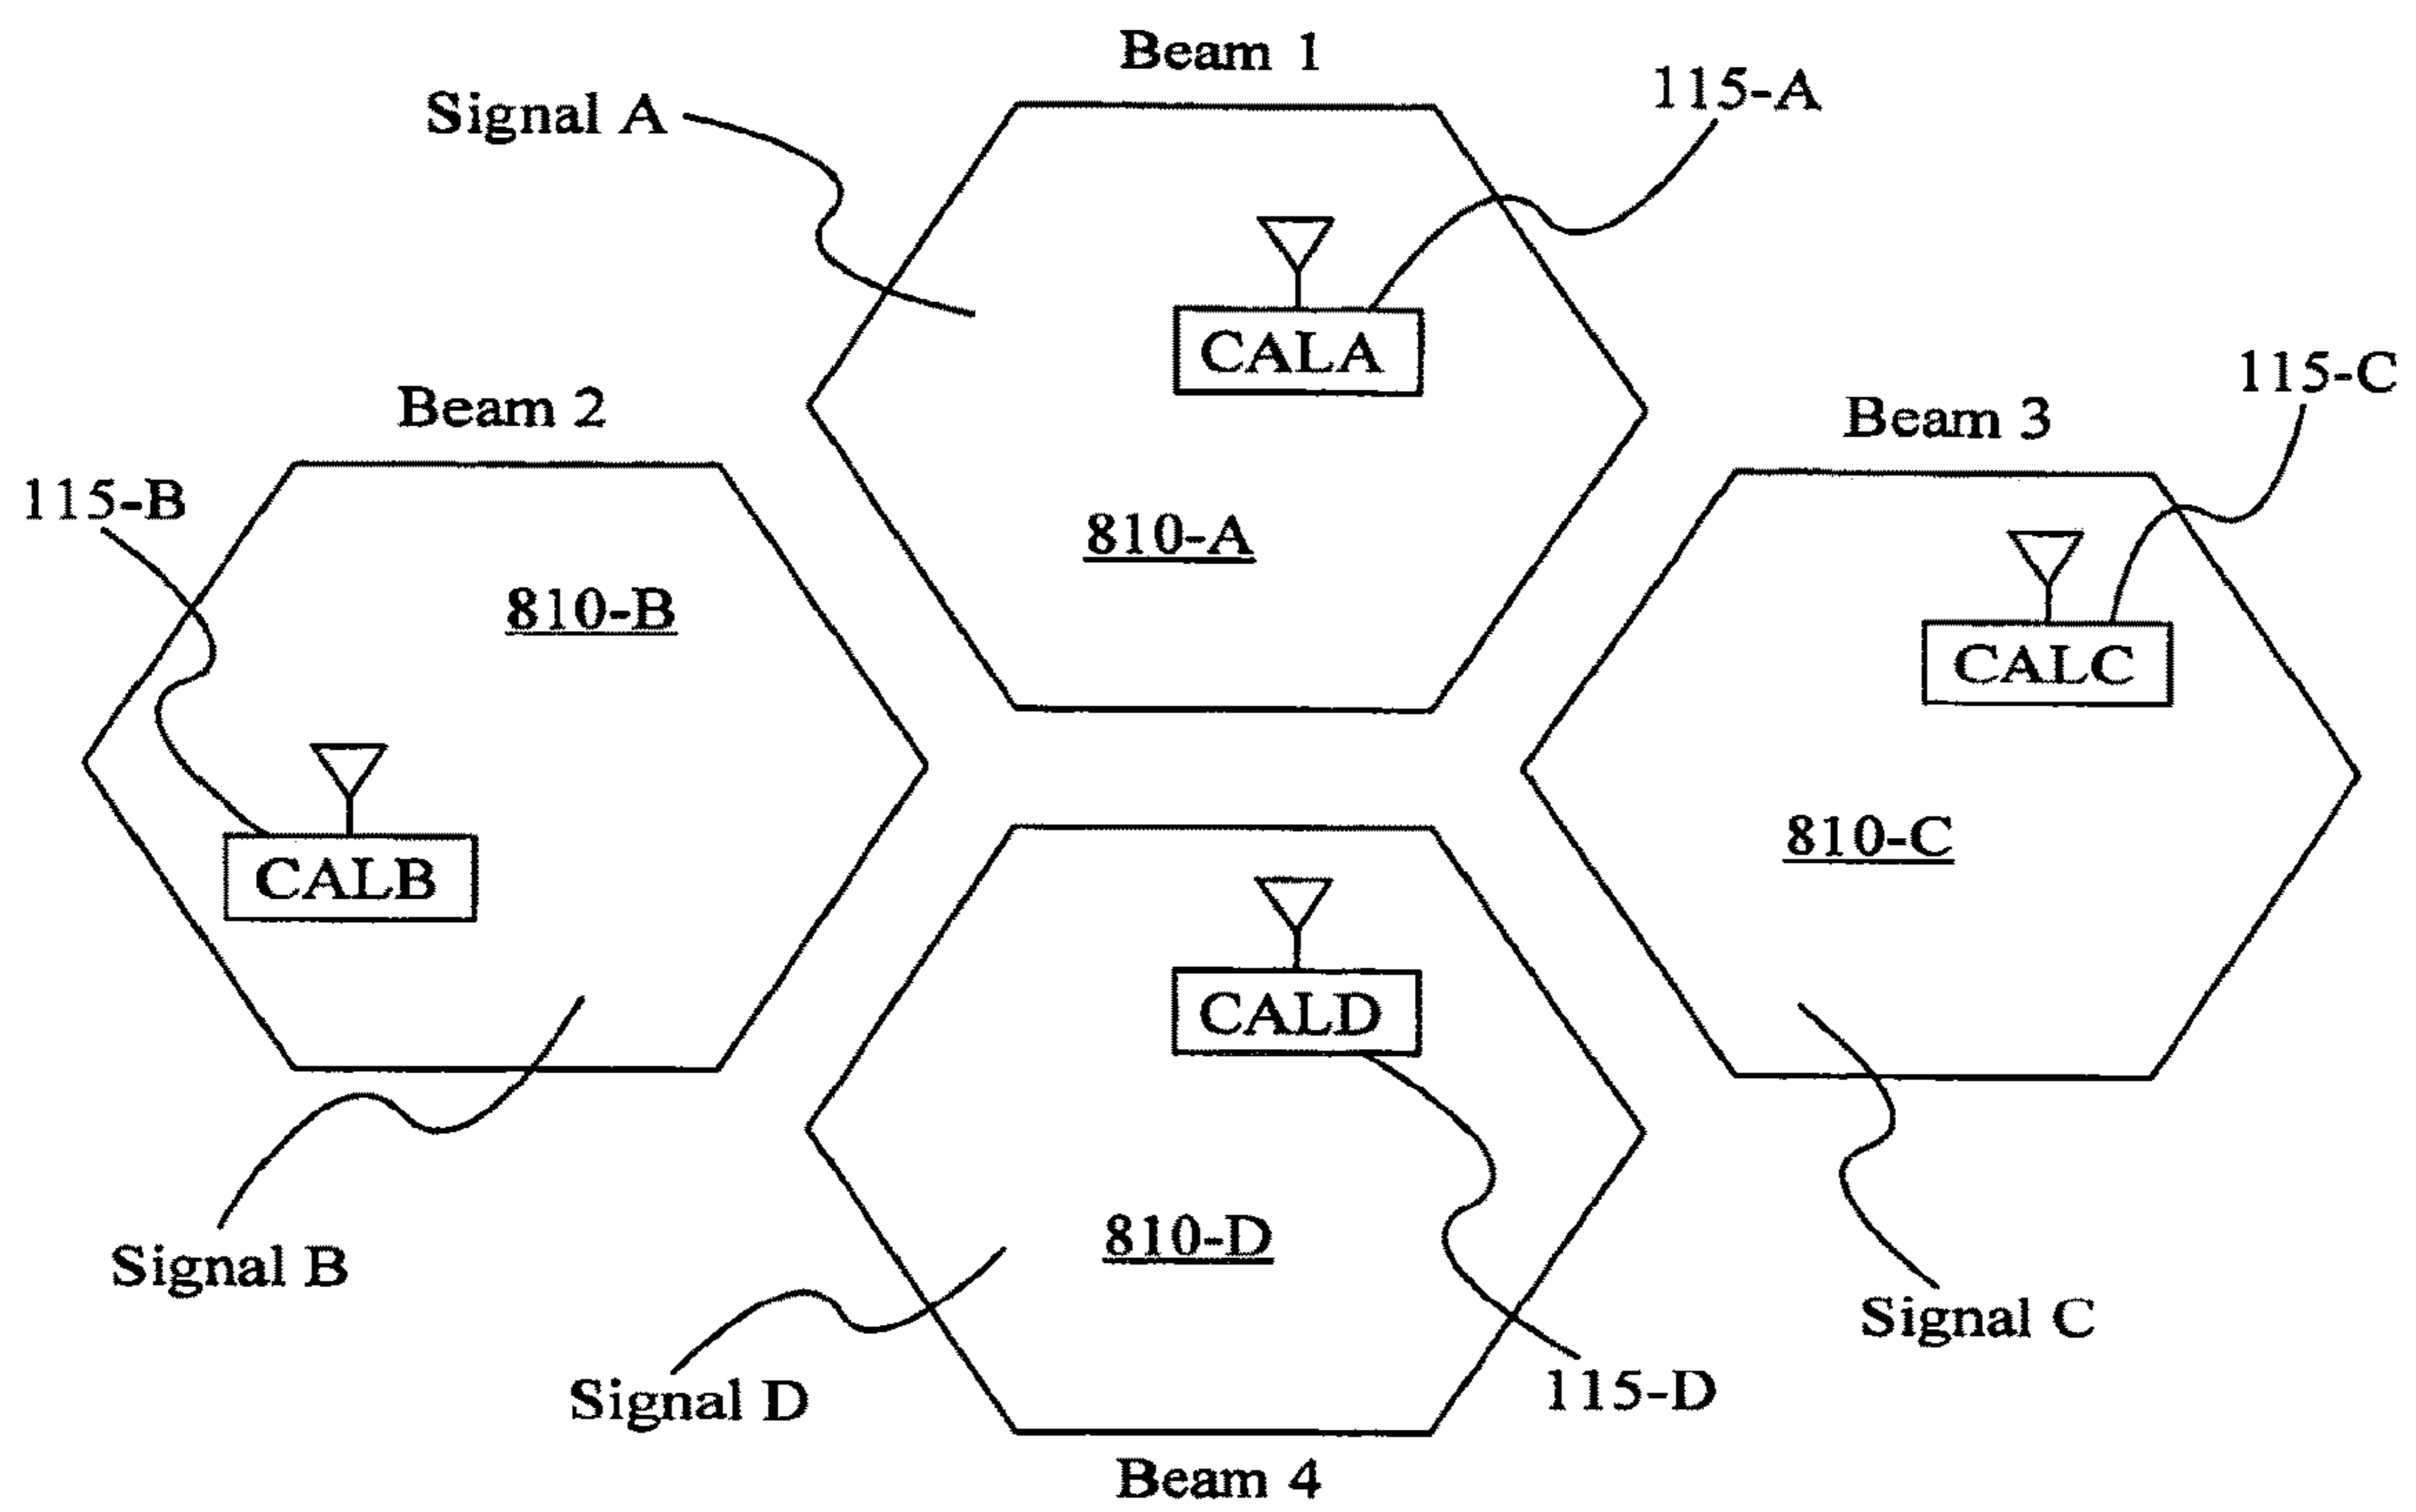 Beam 1
Signal A
115-A
CALA
810-A
Beam 2
115-B
810-B
CALB
Signal B
Beam 3
115-C
CALC
810-C
Signal C
CALD
810-D
Signal D
115-D
Beam 4